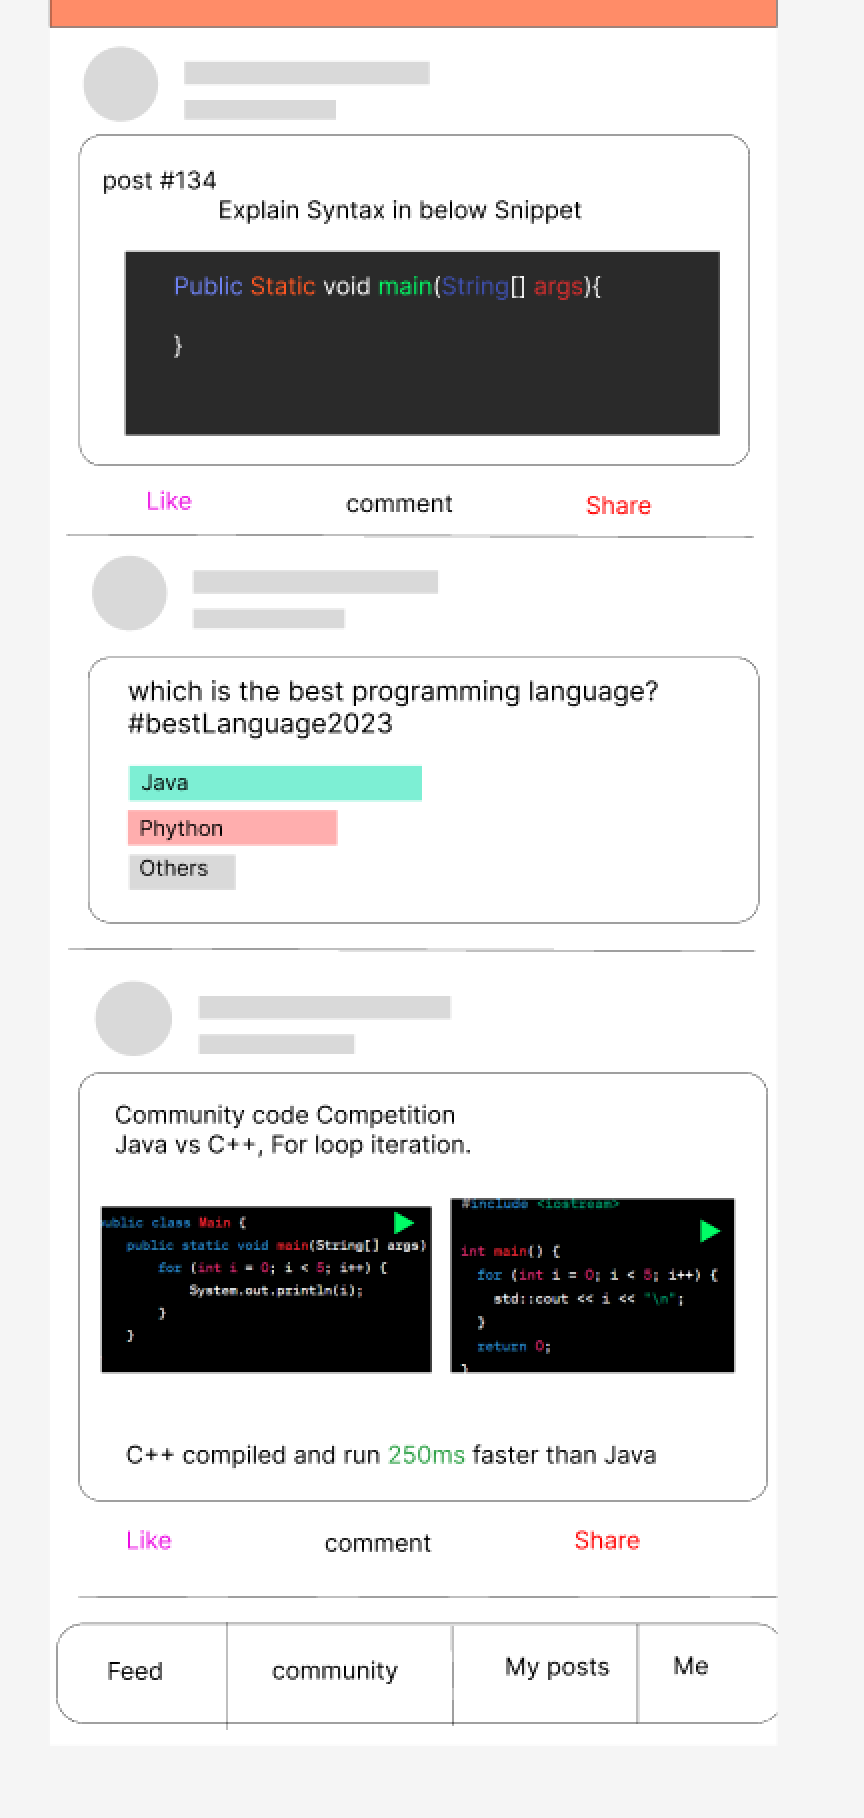 post #134
Explain Syntax in below Snippet
Public Static void main(String[] args){
}
Like comment Share
which is the best programming language?
#bestLanguage2023
Java
Phython
Others
Community code Competition
Java vs C++, For loop iteration.
ublic class Main {
public static void main(String[] args)
for (int i = 0; i < 5; i++) {
System.out.println(i);
}
}
#include <iostream>
int main() {
for (int i = 0; i < 5; i++) {
std::cout << i << "\n";
}
return 0;
}
C++ compiled and run 250ms faster than Java
Like comment Share
Feed community My posts Me